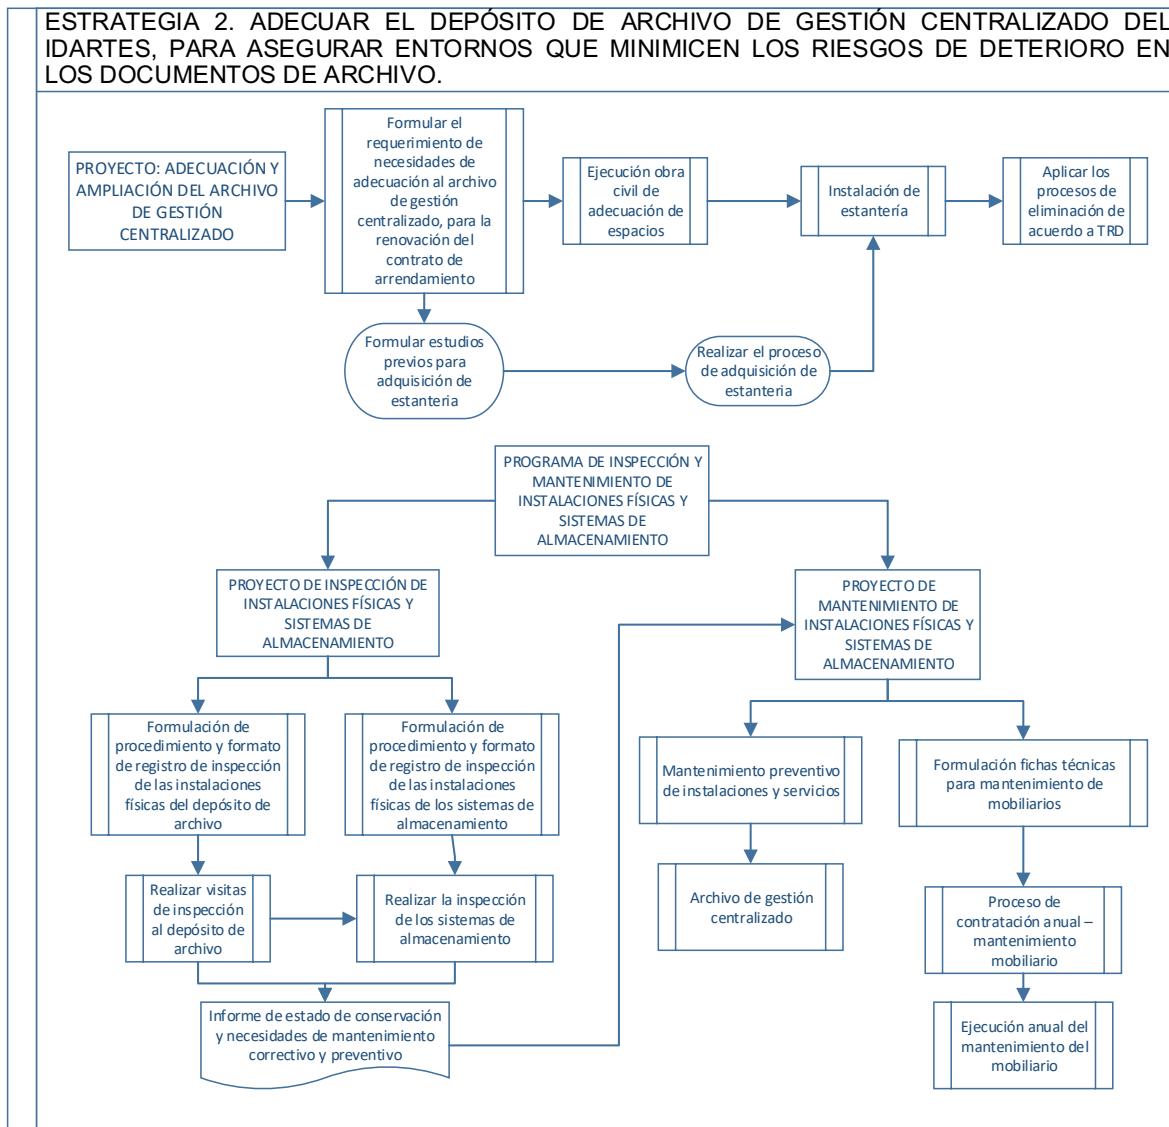 ESTRATEGIA 2. ADECUAR EL DEPÓSITO DE ARCHIVO DE GESTIÓN CENTRALIZADO DEL
IDARTES, PARA ASEGURAR ENTORNOS QUE MINIMICEN LOS RIESGOS DE DETERIORO EN
LOS DOCUMENTOS DE ARCHIVO.
PROYECTO: ADECUACIÓN Y
AMPLIACIÓN DEL ARCHIVO
DE GESTIÓN
CENTRALIZADO
Formular el
requerimiento de
necesidades de
adecuación al archivo
de gestión
centralizado, para la
renovación del
contrato de
arrendamiento
Ejecución obra
civil de
adecuación de
espacios
Instalación de
estantería
Aplicar los
procesos de
eliminación de
acuerdo a TRD
Formular estudios
previos para
adquisición de
estanteria
Realizar el proceso
de adquisición de
estanteria
PROGRAMA DE INSPECCIÓN Y
MANTENIMIENTO DE
INSTALACIONES FÍSICAS Y
SISTEMAS DE
ALMACENAMIENTO
PROYECTO DE INSPECCIÓN DE
INSTALACIONES FÍSICAS Y
SISTEMAS DE
ALMACENAMIENTO
PROYECTO DE
MANTENIMIENTO DE
INSTALACIONES FÍSICAS Y
SISTEMAS DE
ALMACENAMIENTO
Formulación de
procedimiento y formato
de registro de inspección
de las instalaciones
físicas del depósito de
archivo
Formulación de
procedimiento y formato
de registro de inspección
de las instalaciones
físicas de los sistemas de
almacenamiento
Mantenimiento preventivo
de instalaciones y servicios
Formulación fichas técnicas
para mantenimiento de
mobiliarios
Realizar visitas
de inspección
al depósito de
archivo
Realizar la inspección
de los sistemas de
almacenamiento
Archivo de gestión
centralizado
Proceso de
contratación anual –
mantenimiento
mobiliario
Informe de estado de conservación
y necesidades de mantenimiento
correctivo y preventivo
Ejecución anual del
mantenimiento del
mobiliario